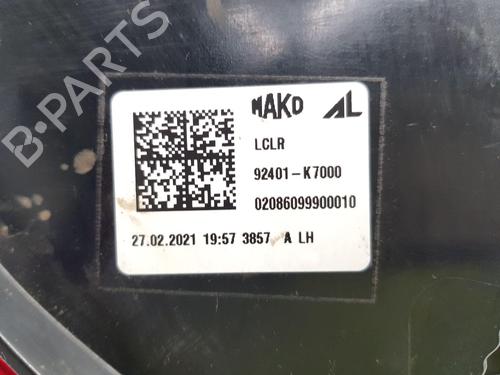 MAKO AL
LCLR
92401-K7000
02086099900010
27.02.2021 19:57 3857 A LH
B-PARTS